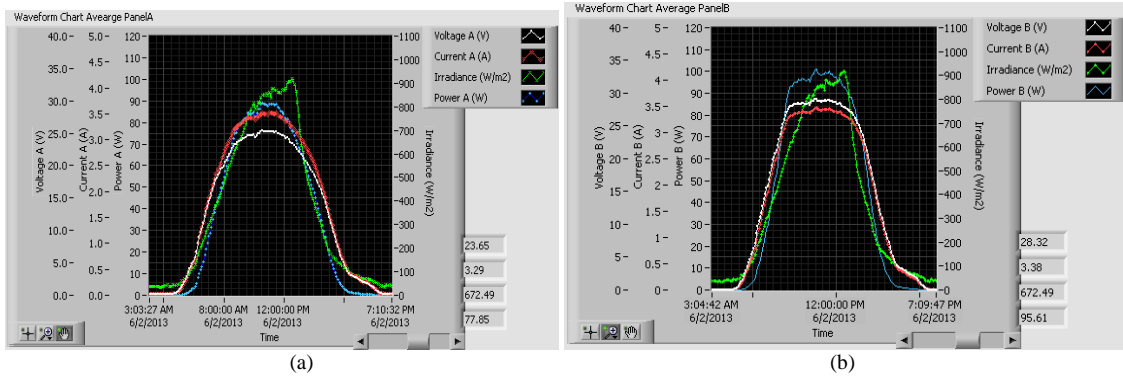 Waveform Chart Avearge PanelA
40.0- 5.0- 120-
35.0- 4.5- 110-
30.0- 4.0- 100-
25.0- 3.5- 90-
20.0- 3.0- 80-
15.0- 2.5- 70-
10.0- 2.0- 60-
5.0- 1.5- 50-
0.0- 1.0- 40-
0.5- 30-
0.0- 20-
10-
0-
Voltage A (V)
Current A (A)
Power A (W)
-1100
-1000
-900
-800
-700
-600
-500
-400
-300
-200
-100
-0
Irradiance (W/m2)
Voltage A (V)
Current A (A)
Irradiance (W/m2)
Power A (W)
23.65
3.29
672.49
77.85
3:03:27 AM 8:00:00 AM 12:00:00 PM 7:10:32 PM
6/2/2013 6/2/2013 6/2/2013 6/2/2013
Time
(a)
Waveform Chart Average PanelB
40- 5- 120-
35- 4.5- 110-
30- 4- 100-
25- 3.5- 90-
20- 3- 80-
15- 2.5- 70-
10- 2- 60-
5- 1.5- 50-
0- 1- 40-
0.5- 30-
0- 20-
10-
0-
Voltage B (V)
Current B (A)
Power B (W)
-1100
-1000
-900
-800
-700
-600
-500
-400
-300
-200
-100
-0
Irradiance (W/m2)
Voltage B (V)
Current B (A)
Irradiance (W/m2)
Power B (W)
28.32
3.38
672.49
95.61
3:04:42 AM 12:00:00 PM 7:09:47 PM
6/2/2013 6/2/2013 6/2/2013
Time
(b)